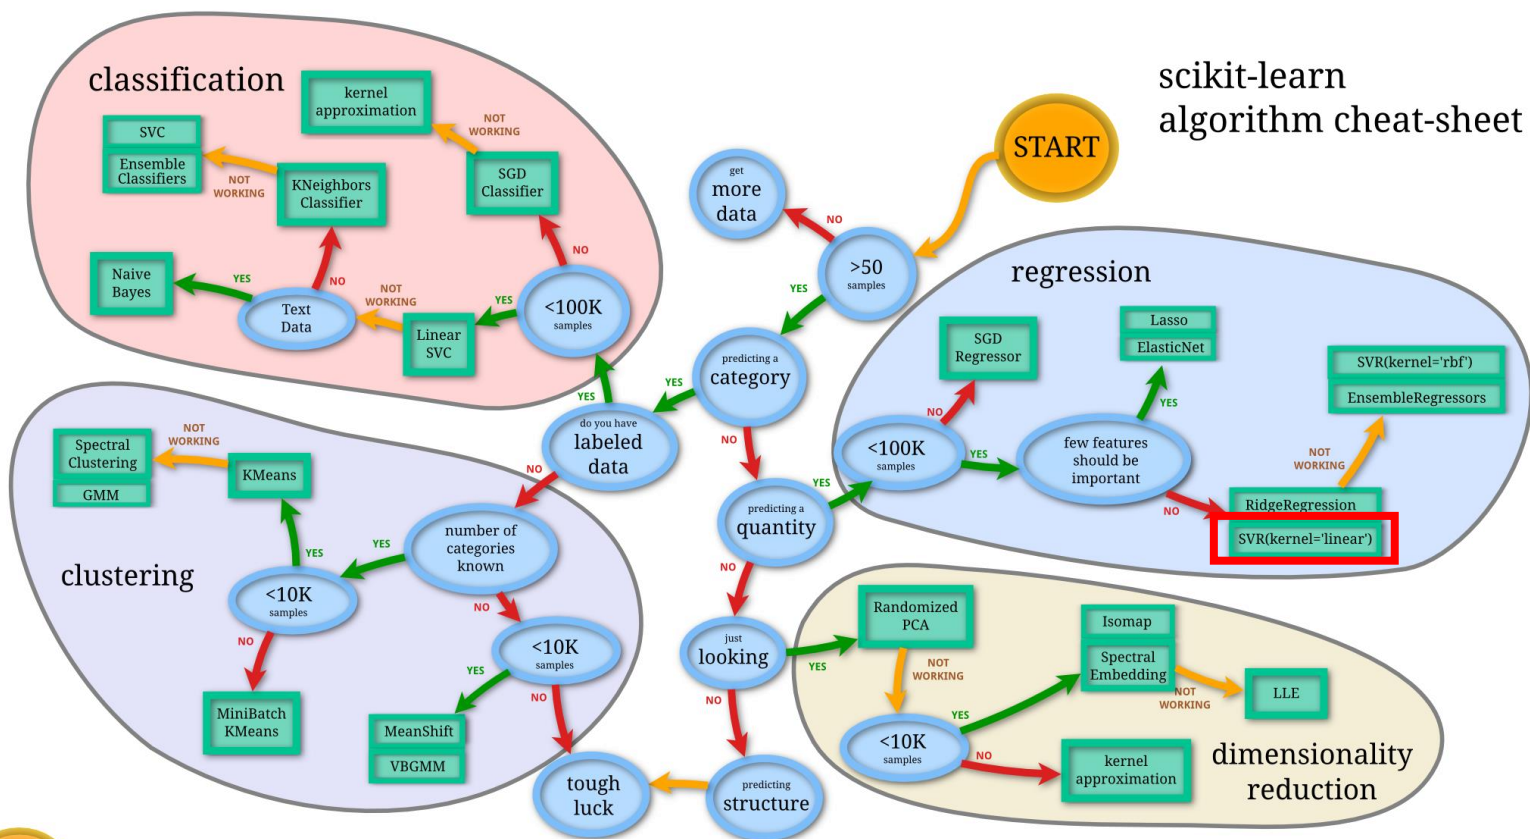 scikit-learn
algorithm cheat-sheet
START
classification
kernel
approximation
NOT
WORKING
SVC
Ensemble
Classifiers
NOT
WORKING
KNeighbors
Classifier
SGD
Classifier
NO
Naive
Bayes
YES
NO
Text
Data
NOT
WORKING
Linear
SVC
YES
<100K
samples
YES
get
more
data
NO
>50
samples
YES
predicting a
category
YES
do you have
labeled
data
NO
NO
predicting a
quantity
YES
NO
just
looking
YES
NO
predicting
structure
tough
luck
regression
SGD
Regressor
NO
<100K
samples
YES
Lasso
ElasticNet
YES
few features
should be
important
NO
SVR(kernel='rbf')
EnsembleRegressors
NOT
WORKING
RidgeRegression
SVR(kernel='linear')
clustering
Spectral
Clustering
GMM
NOT
WORKING
KMeans
YES
<10K
samples
NO
MiniBatch
KMeans
YES
number of
categories
known
NO
<10K
samples
YES
NO
MeanShift
VBGMM
dimensionality
reduction
Randomized
PCA
NOT
WORKING
<10K
samples
YES
NO
Isomap
Spectral
Embedding
NOT
WORKING
LLE
kernel
approximation